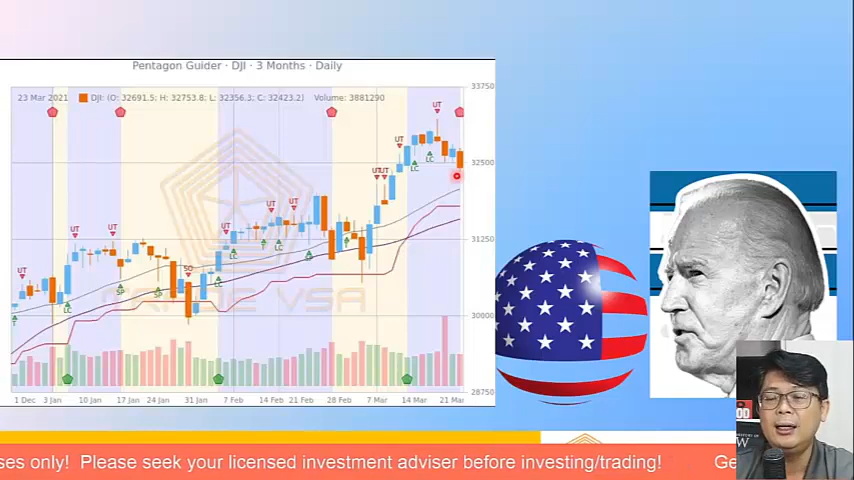 Pentagon Guider · DJI · 3 Months · Daily
23 Mar 2021 DJI: (O: 32691.5; H: 32753.8; L: 32356.3; C: 32423.2) Volume: 3881290
33750
UT
UT
LC
LC
32500
UT
UT
UT
SO
UT
UT
UT
31250
LC
SP
SP
LC
LC
LC
TRADE VSA
30000
28750
1 Dec 3 Jan 10 Jan 17 Jan 24 Jan 31 Jan 7 Feb 14 Feb 21 Feb 28 Feb 7 Mar 14 Mar 21 Mar
W
ses only! Please seek your licensed investment adviser before investing/trading! Ge